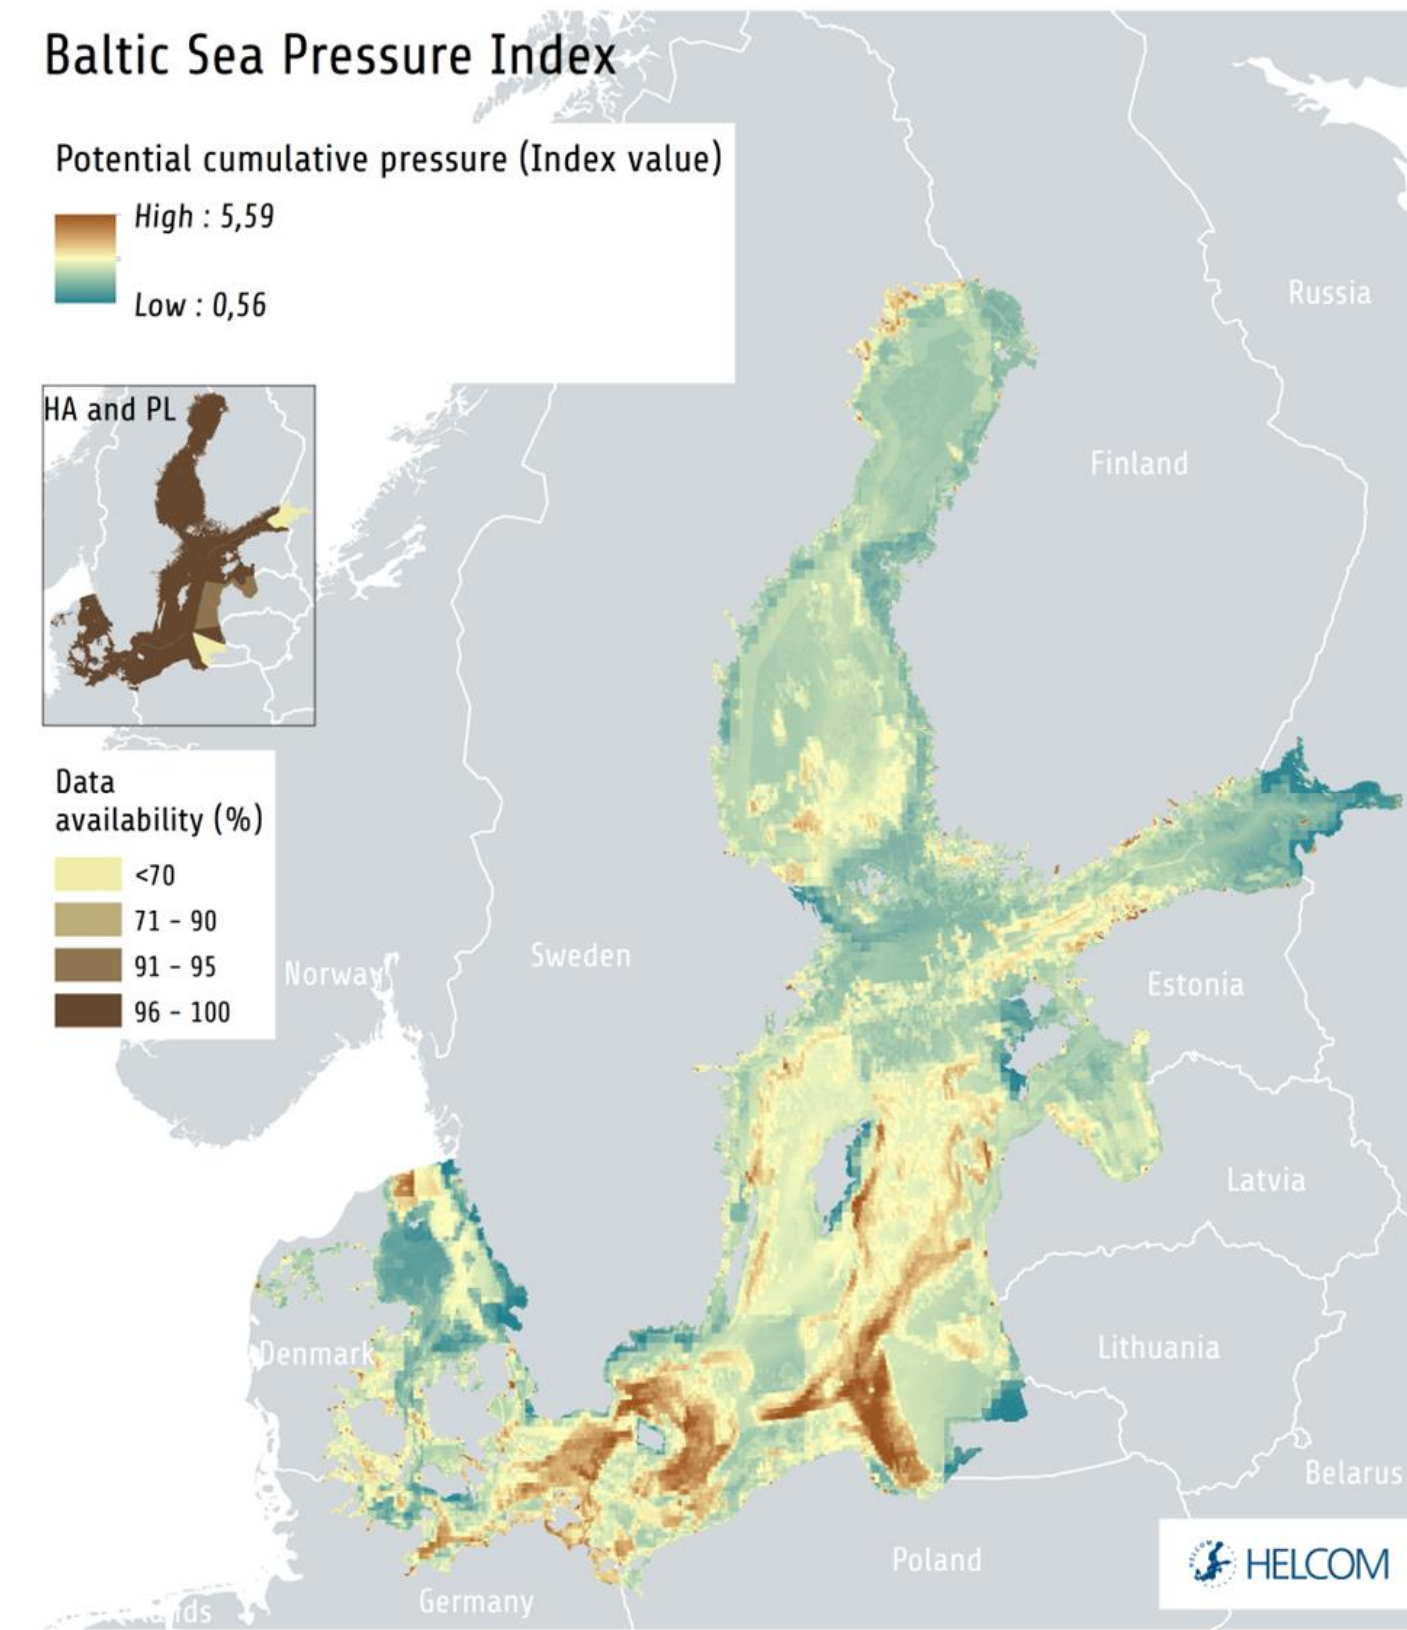 Baltic Sea Pressure Index
Potential cumulative pressure (Index value)
High : 5,59
Low : 0,56
Russia
HA and PL
Finland
Data
availability (%)
<70
71 - 90
91 - 95
96 - 100
Sweden
Norway
Estonia
Latvia
Denmark
Lithuania
Belarus
Poland
HELCOM
Germany